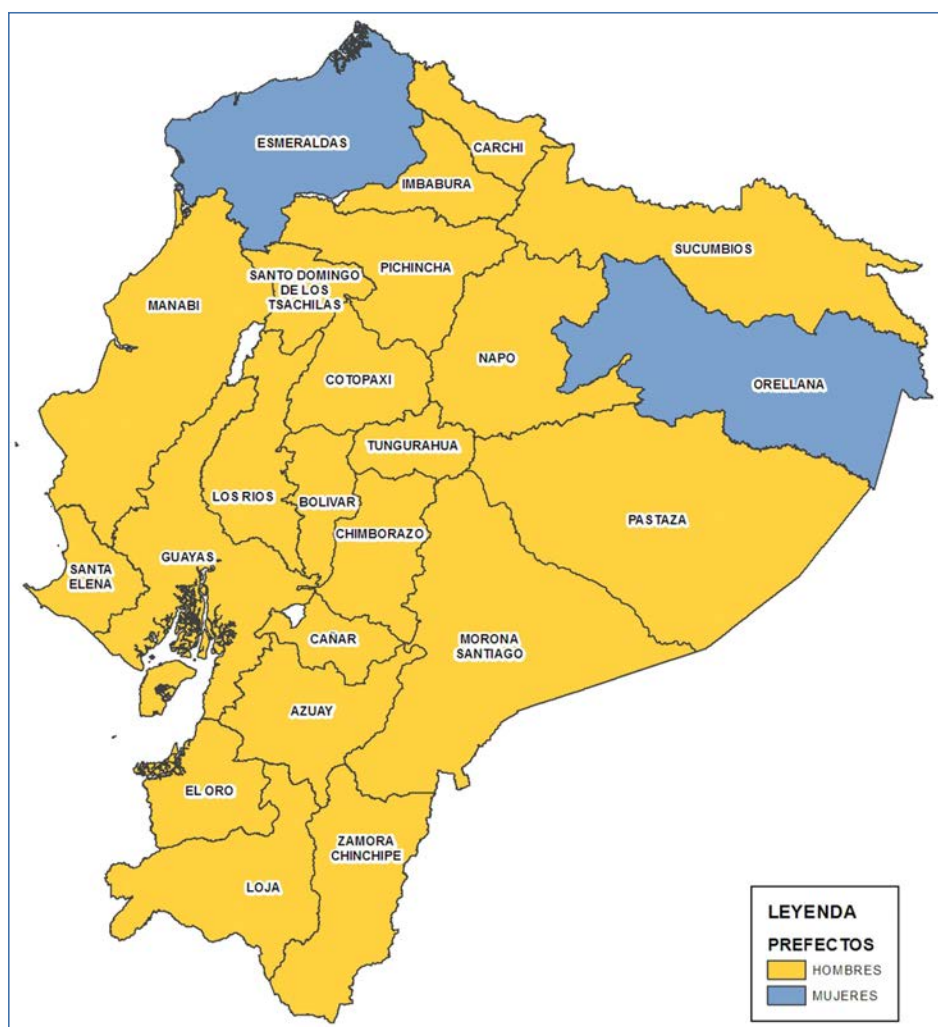 ESMERALDAS
CARCHI
IMBABURA
SUCUMBIOS
PICHINCHA
SANTO DOMINGO
DE LOS
TSACHILAS
MANABI
NAPO
COTOPAXI
ORELLANA
TUNGURAHUA
LOS RIOS
BOLIVAR
PASTAZA
CHIMBORAZO
GUAYAS
SANTA
ELENA
CAÑAR
MORONA
SANTIAGO
AZUAY
EL ORO
ZAMORA
CHINCHIPE
LOJA
LEYENDA
PREFECTOS
HOMBRES
MUJERES